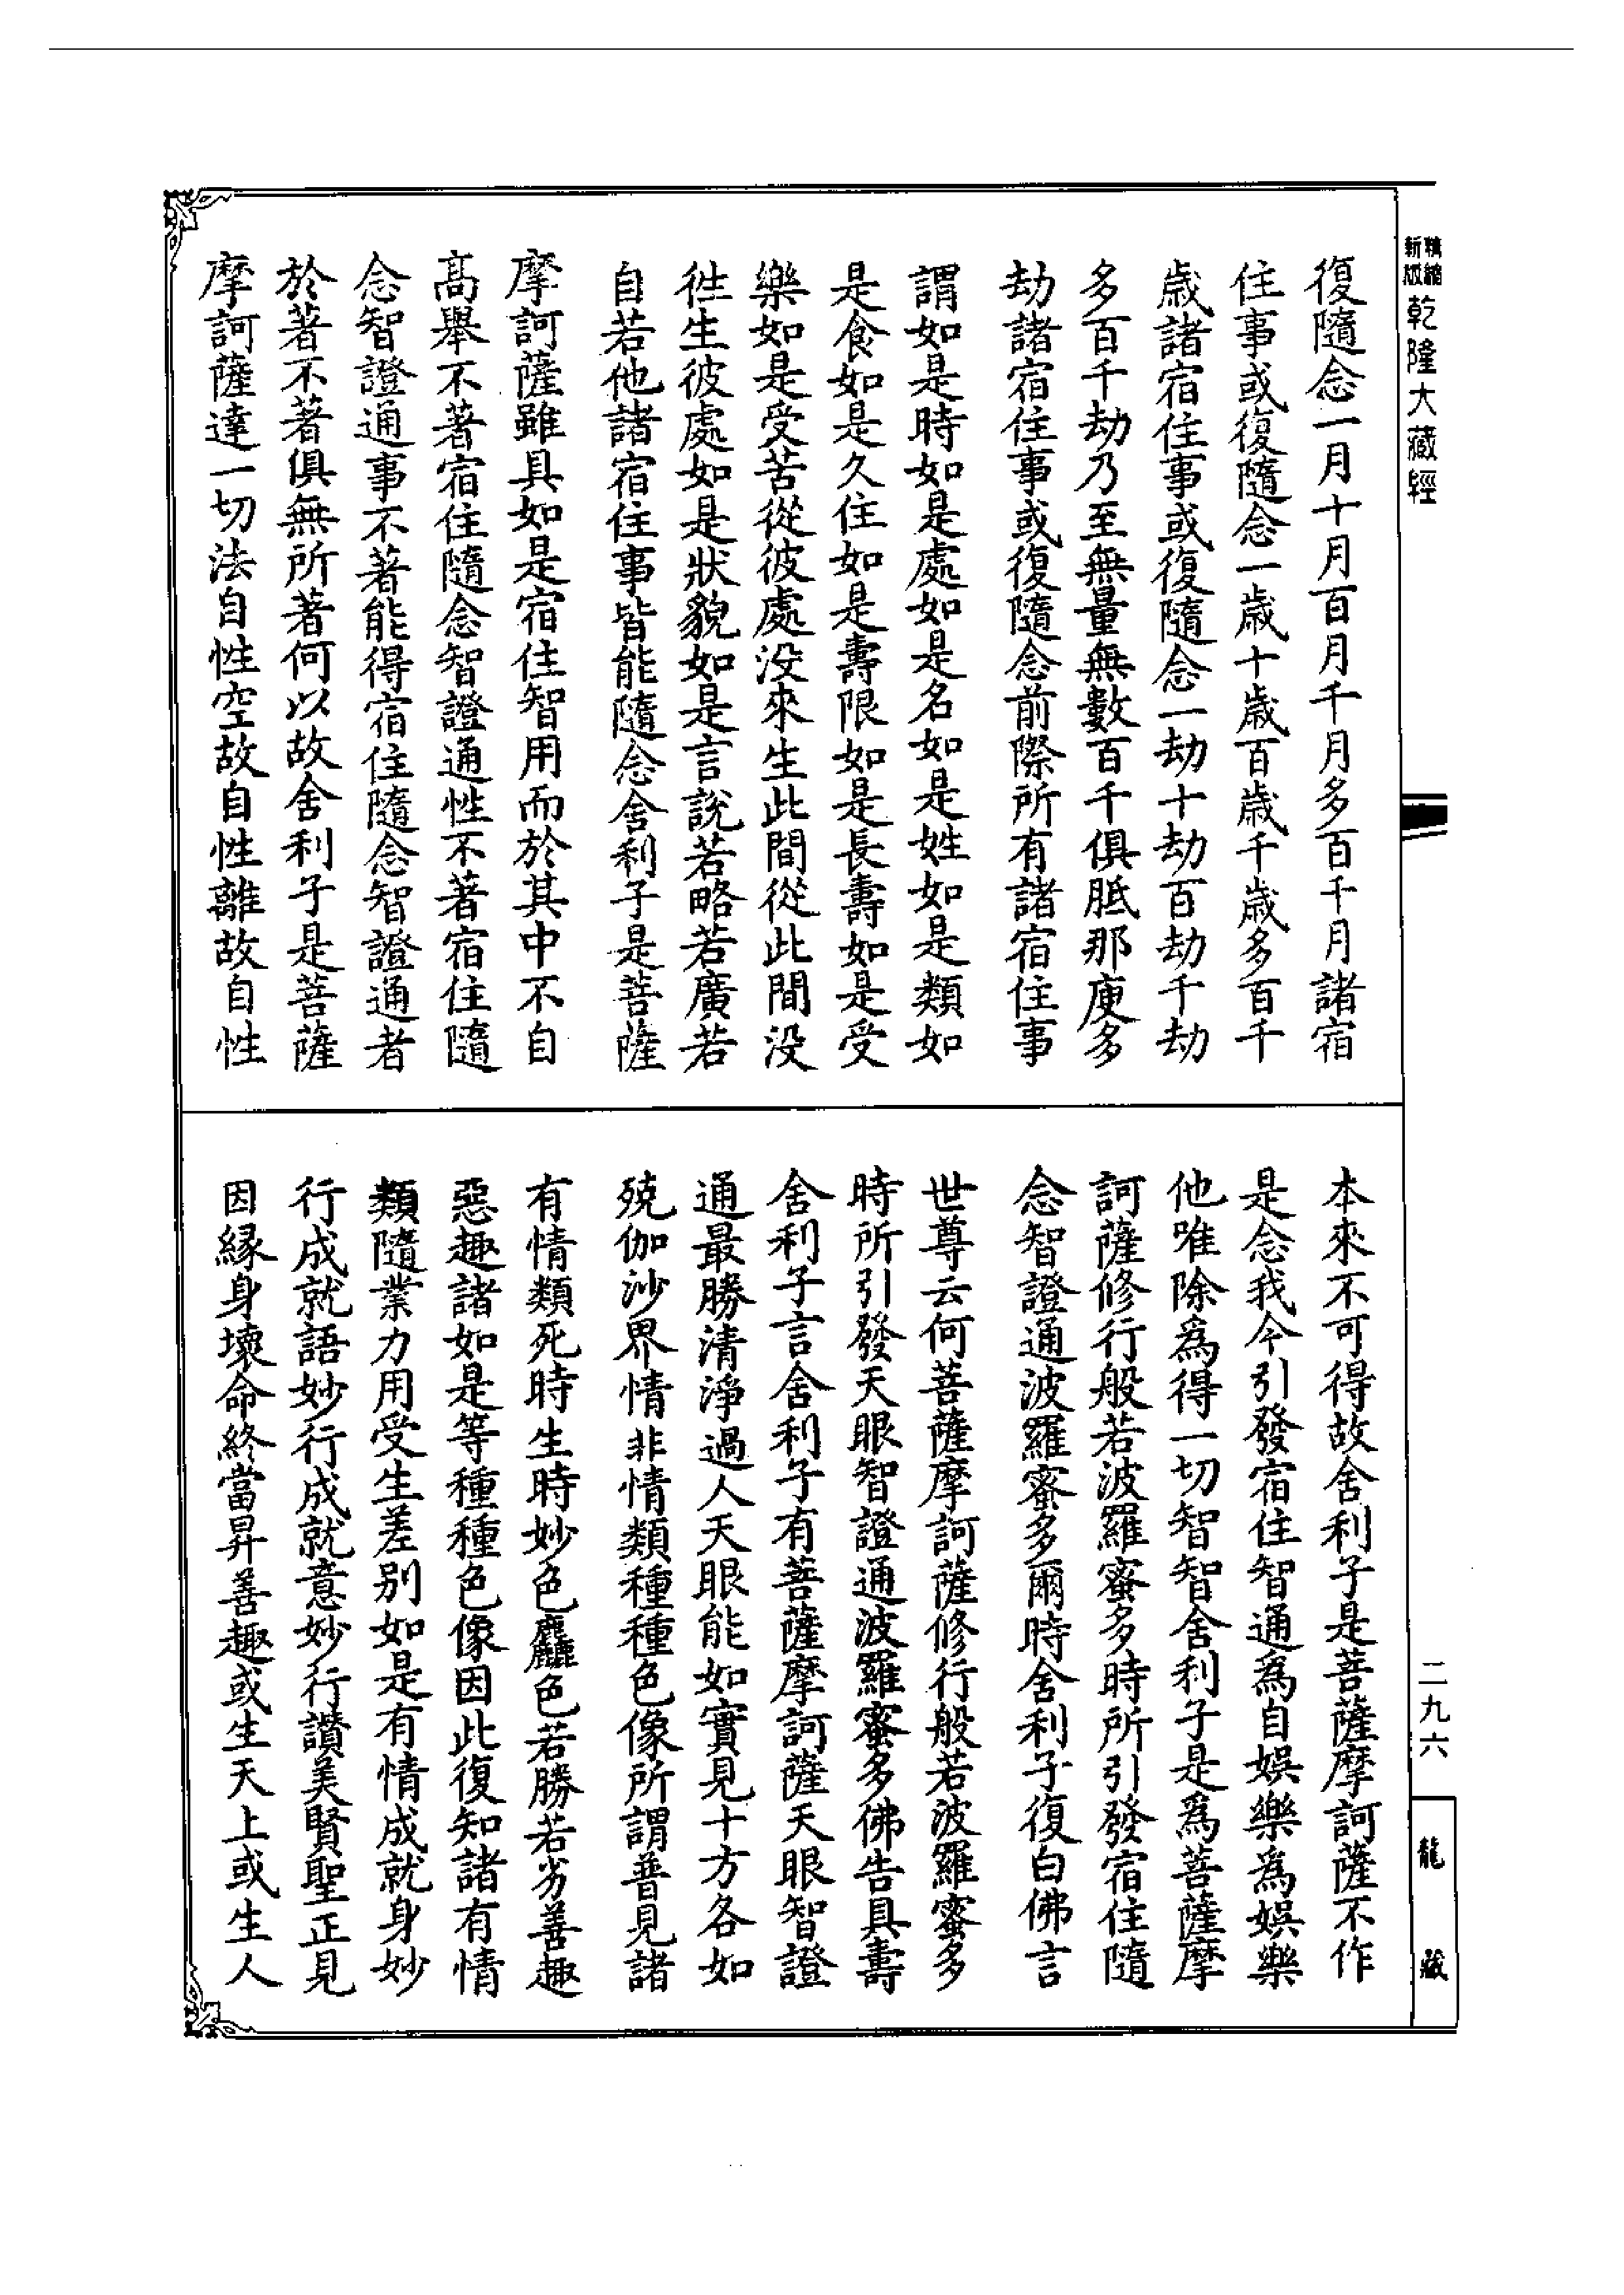 精縮新版乾隆大藏經
復隨念一月十月百月千月多百千月諸宿
住事或復隨念一歲十歲百歲千歲多百千
歲諸宿住事或復隨念一劫十劫百劫千劫
多百千劫乃至無量無數百千俱胝那庾多
劫諸宿住事或復隨念前際所有諸宿住事
謂如是時如是處如是名如是姓如是類如
是食如是久住如是壽限如是長壽如是受
樂如是受苦從彼處没來生此間從此間没
徃生彼處如是狀貌如是言說若略若廣若
自若他諸宿住事皆能隨念舍利子是菩薩
摩訶薩雖具如是宿住智用而於其中不自
高舉不著宿住隨念智證通性不著宿住隨
念智證通事不著能得宿住隨念智證通者
於著不著俱無所著何以故舍利子是菩薩
摩訶薩達一切法自性空故自性離故自性
本來不可得故舍利子是菩薩摩訶薩不作
是念我今引發宿住智通爲自娛樂爲娛樂
他唯除爲得一切智智舍利子是爲菩薩摩
訶薩修行般若波羅蜜多時所引發宿住隨
念智證通波羅蜜多爾時舍利子復白佛言
世尊云何菩薩摩訶薩修行般若波羅蜜多
時所引發天眼智證通波羅蜜多佛告具壽
舍利子言舍利子有菩薩摩訶薩天眼智證
通最勝清淨過人天眼能如實見十方各如
殑伽沙界情非情類種種色像所謂普見諸
有情類死時生時妙色麤色若勝若劣善趣
惡趣諸如是等種種色像因此復知諸有情
類隨業力用受生差别如是有情成就身妙
行成就語妙行成就意妙行讚美賢聖正見
因縁身壞命終當昇善趣或生天上或生人
二九六
龍藏